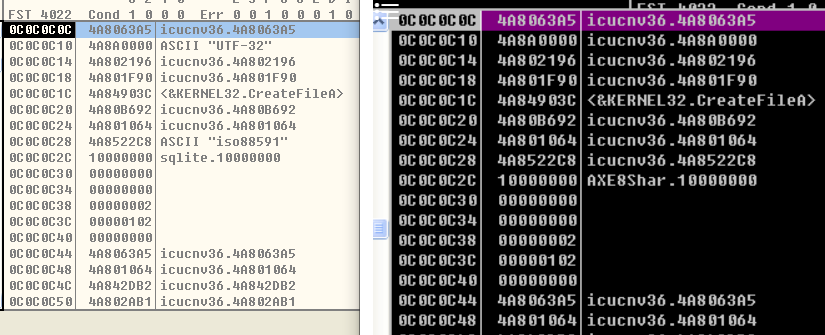 FST 4022 Cond 1 0 0 0 Err 0 0 1 0 0 0 1 0
0C0C0C0C 4A8063A5 icucnv36.4A8063A5
0C0C0C10 4A8A0000 ASCII "UTF-32"
0C0C0C14 4A802196 icucnv36.4A802196
0C0C0C18 4A801F90 icucnv36.4A801F90
0C0C0C1C 4A84903C <&KERNEL32.CreateFileA>
0C0C0C20 4A80B692 icucnv36.4A80B692
0C0C0C24 4A801064 icucnv36.4A801064
0C0C0C28 4A8522C8 ASCII "iso88591"
0C0C0C2C 10000000 sqlite.10000000
0C0C0C30 00000000
0C0C0C34 00000000
0C0C0C38 00000002
0C0C0C3C 00000102
0C0C0C40 00000000
0C0C0C44 4A8063A5 icucnv36.4A8063A5
0C0C0C48 4A801064 icucnv36.4A801064
0C0C0C4C 4A842DB2 icucnv36.4A842DB2
0C0C0C50 4A802AB1 icucnv36.4A802AB1
0C0C0C0C 4A8063A5 icucnv36.4A8063A5
0C0C0C10 4A8A0000 icucnv36.4A8A0000
0C0C0C14 4A802196 icucnv36.4A802196
0C0C0C18 4A801F90 icucnv36.4A801F90
0C0C0C1C 4A84903C <&KERNEL32.CreateFileA>
0C0C0C20 4A80B692 icucnv36.4A80B692
0C0C0C24 4A801064 icucnv36.4A801064
0C0C0C28 4A8522C8 icucnv36.4A8522C8
0C0C0C2C 10000000 AXE8Shar.10000000
0C0C0C30 00000000
0C0C0C34 00000000
0C0C0C38 00000002
0C0C0C3C 00000102
0C0C0C40 00000000
0C0C0C44 4A8063A5 icucnv36.4A8063A5
0C0C0C48 4A801064 icucnv36.4A801064